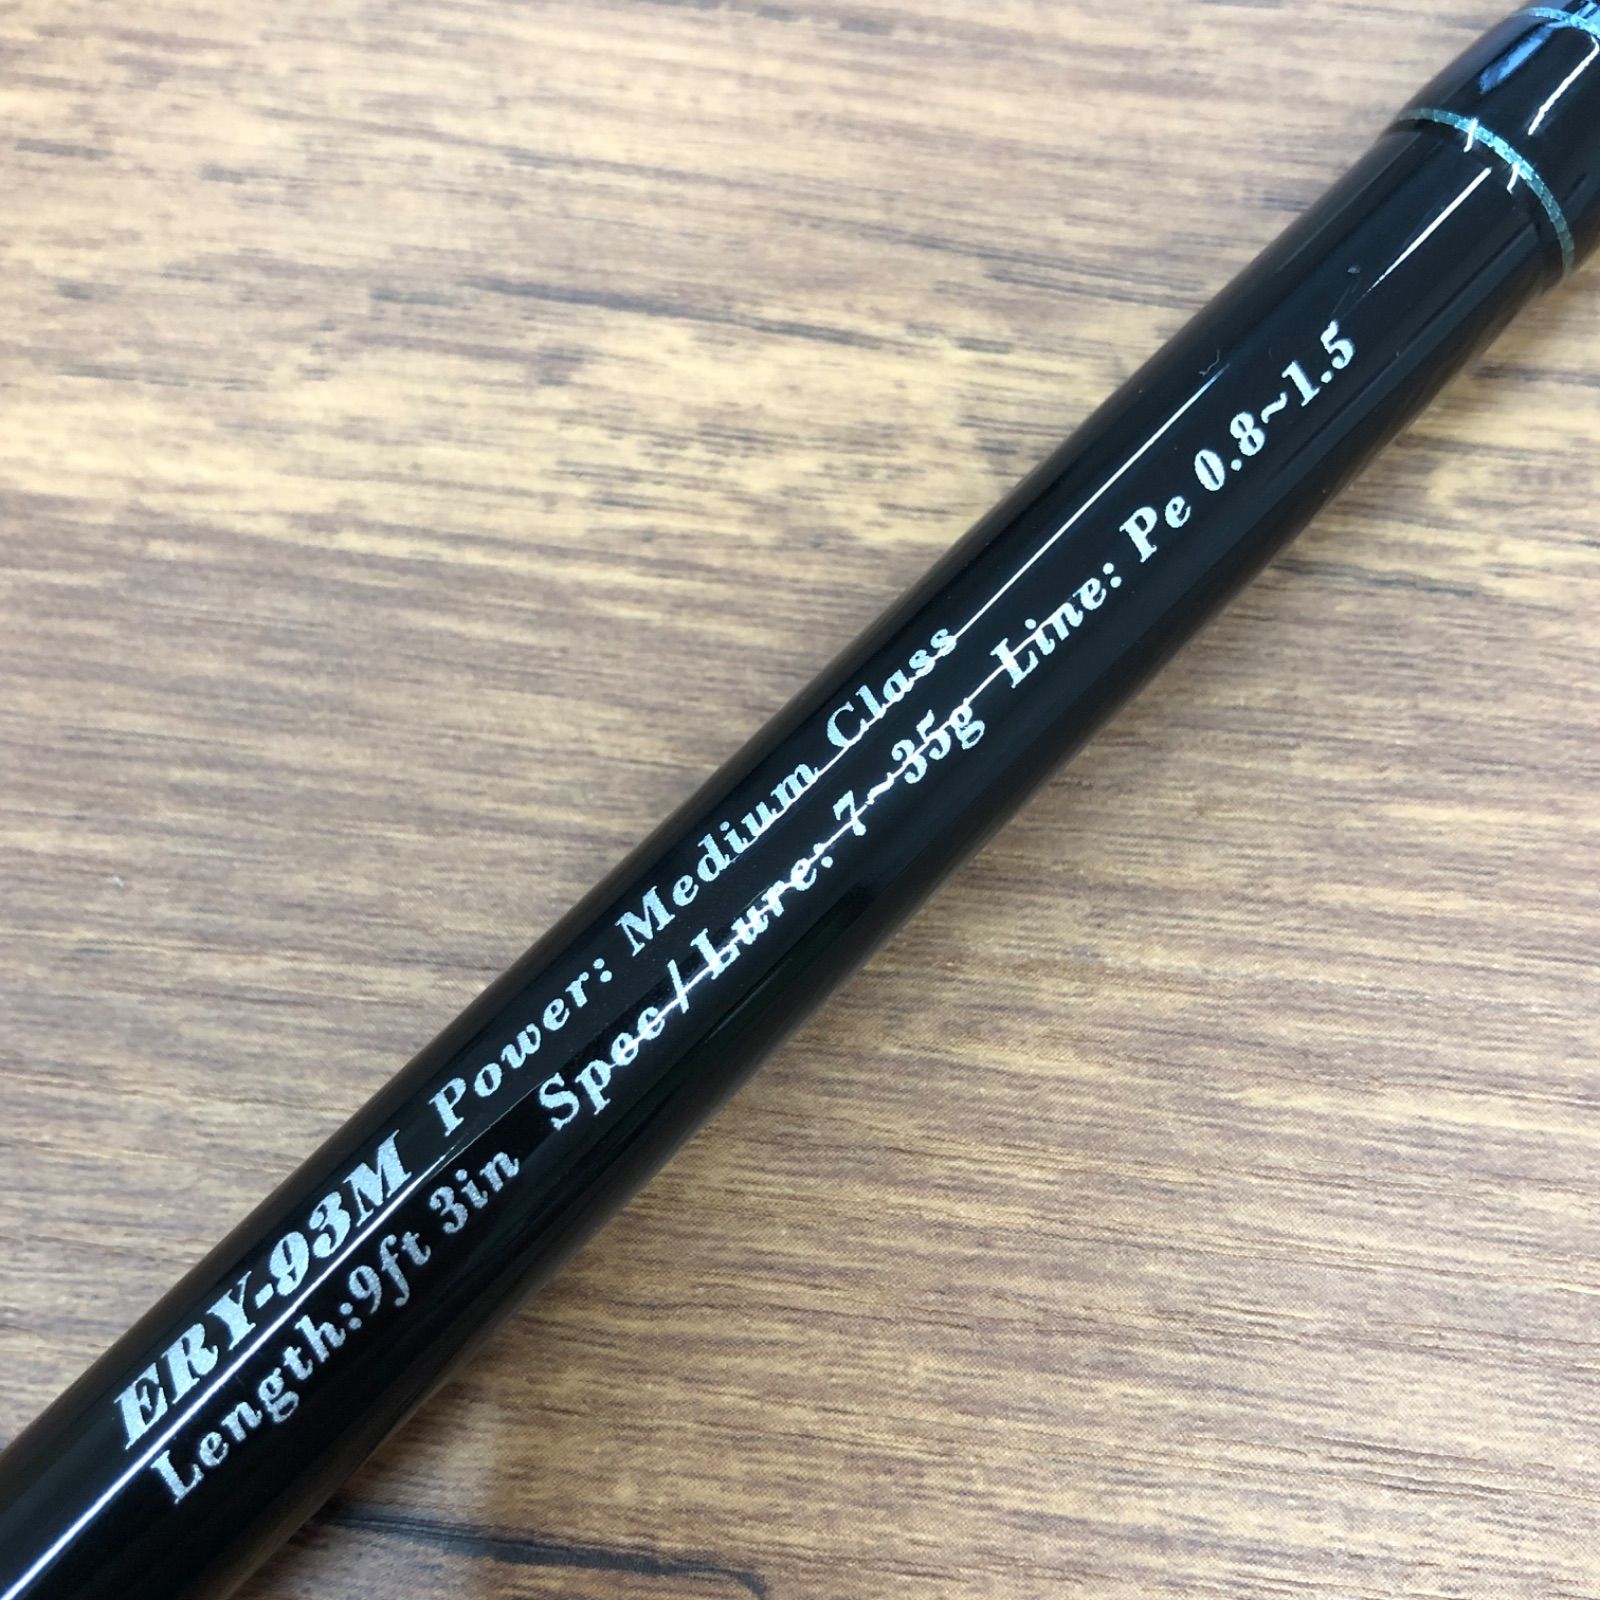 ERY-93M Power: Medium Class
Length:9ft 3in Spec/Lure: 7~35g Line: Pe 0.8~1.5